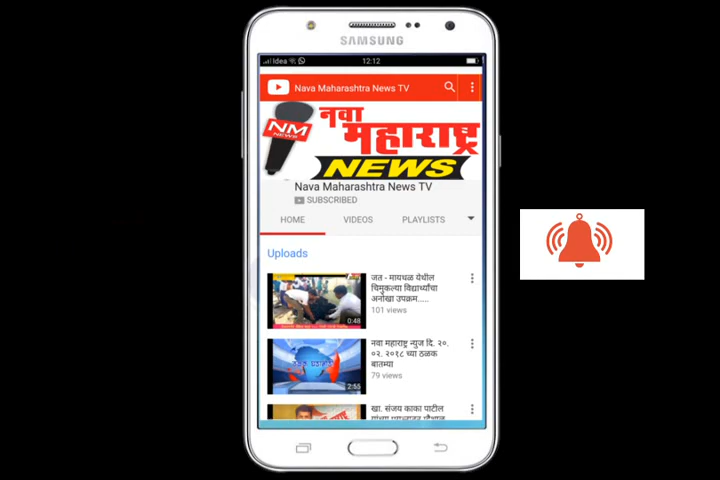 SAMSUNG
Idea
12:12
Nava Maharashtra News TV
NM
NEWS
नवा
महाराष्ट्र
NEWS
Nava Maharashtra News TV
SUBSCRIBED
HOME VIDEOS PLAYLISTS
Uploads
जत - मायथळ येथील
चिमुकल्या विद्यार्थ्यांचा
अनोखा उपक्रम.....
101 views
0:48
नवा महाराष्ट्र न्युज दि. २०.
०२. २०१८ च्या ठळक
बातम्या
79 views
2:55
खा. संजय काका पाटील